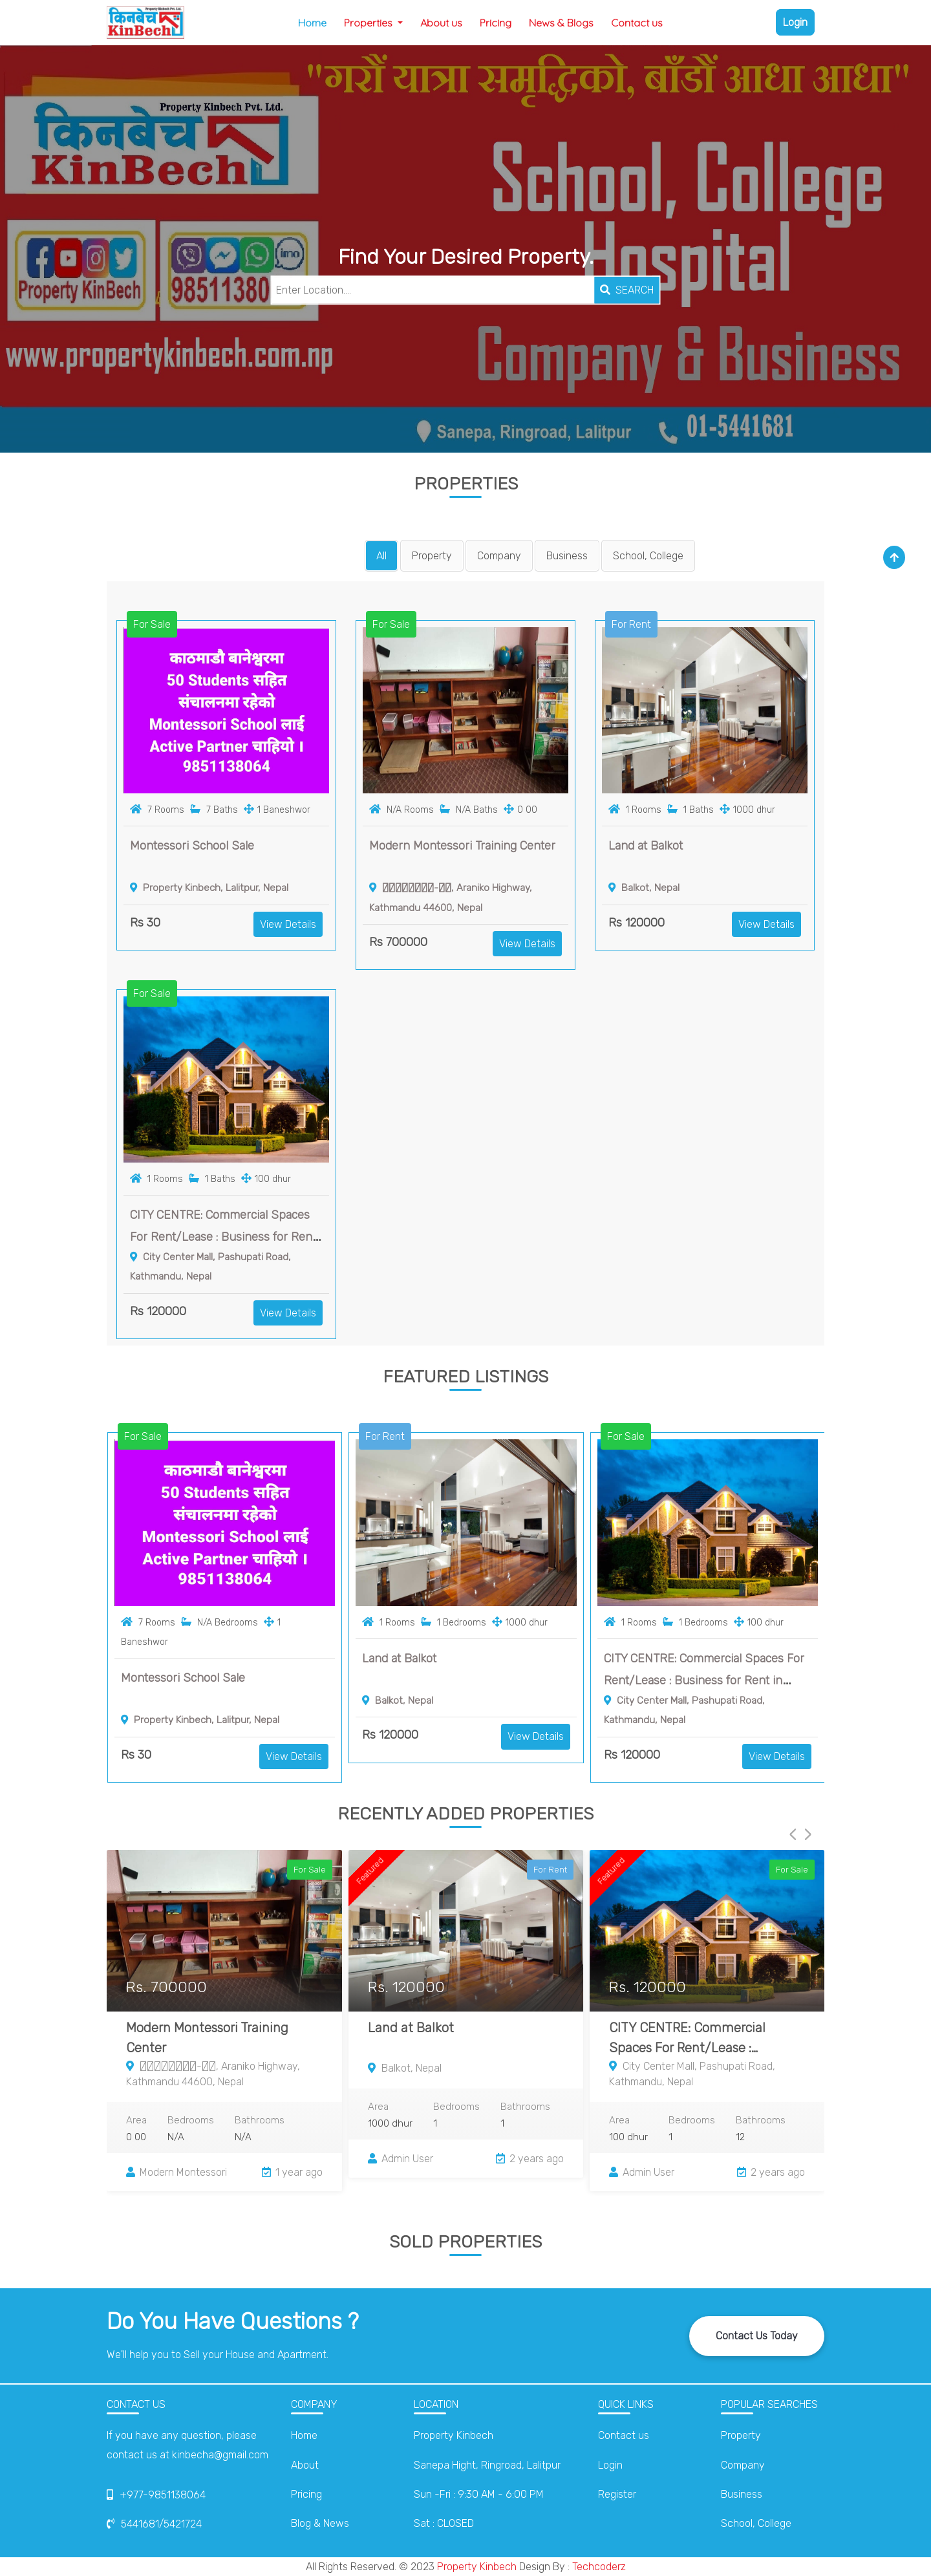 Property Kinbech Pvt. Ltd.
किनबेच
KinBech
Home
Properties
About us
Pricing
News & Blogs
Contact us
Login
"गरौं यात्रा समृद्धिको, बाँडौं आधा आधा"
Property Kinbech Pvt. Ltd.
किनबेच
KinBech
School, College
Hospital
imo
Find Your Desired Property.
Property KinBech
98511380
Enter Location...
SEARCH
www.propertykinbech.com.np
Company & Business
Sanepa, Ringroad, Lalitpur
01-5441681
PROPERTIES
All
Property
Company
Business
School, College
For Sale
काठमाडौ बानेश्वरमा
50 Students सहित
संचालनमा रहेको
Montessori School लाई
Active Partner चाहियो ।
9851138064
7 Rooms 7 Baths 1 Baneshwor
Montessori School Sale
Property Kinbech, Lalitpur, Nepal
Rs 30
View Details
For Sale
N/A Rooms N/A Baths 0 00
Modern Montessori Training Center
Araniko Highway,
Kathmandu 44600, Nepal
Rs 700000
View Details
For Rent
1 Rooms 1 Baths 1000 dhur
Land at Balkot
Balkot, Nepal
Rs 120000
View Details
For Sale
1 Rooms 1 Baths 100 dhur
CITY CENTRE: Commercial Spaces
For Rent/Lease : Business for Ren...
City Center Mall, Pashupati Road,
Kathmandu, Nepal
Rs 120000
View Details
FEATURED LISTINGS
For Sale
काठमाडौ बानेश्वरमा
50 Students सहित
संचालनमा रहेको
Montessori School लाई
Active Partner चाहियो ।
9851138064
7 Rooms N/A Bedrooms 1
Baneshwor
Montessori School Sale
Property Kinbech, Lalitpur, Nepal
Rs 30
View Details
For Rent
1 Rooms 1 Bedrooms 1000 dhur
Land at Balkot
Balkot, Nepal
Rs 120000
View Details
For Sale
1 Rooms 1 Bedrooms 100 dhur
CITY CENTRE: Commercial Spaces For
Rent/Lease : Business for Rent in...
City Center Mall, Pashupati Road,
Kathmandu, Nepal
Rs 120000
View Details
RECENTLY ADDED PROPERTIES
For Sale
Rs. 700000
Modern Montessori Training
Center
Araniko Highway,
Kathmandu 44600, Nepal
Area Bedrooms Bathrooms
0 00 N/A N/A
Modern Montessori
1 year ago
Featured
For Rent
Rs. 120000
Land at Balkot
Balkot, Nepal
Area Bedrooms Bathrooms
1000 dhur 1 1
Admin User
2 years ago
Featured
For Sale
Rs. 120000
CITY CENTRE: Commercial
Spaces For Rent/Lease :...
City Center Mall, Pashupati Road,
Kathmandu, Nepal
Area Bedrooms Bathrooms
100 dhur 1 12
Admin User
2 years ago
SOLD PROPERTIES
Do You Have Questions ?
We'll help you to Sell your House and Apartment.
Contact Us Today
CONTACT US
If you have any question, please
contact us at kinbecha@gmail.com
+977-9851138064
5441681/5421724
COMPANY
Home
About
Pricing
Blog & News
LOCATION
Property Kinbech
Sanepa Hight, Ringroad, Lalitpur
Sun -Fri : 9:30 AM - 6:00 PM
Sat : CLOSED
QUICK LINKS
Contact us
Login
Register
POPULAR SEARCHES
Property
Company
Business
School, College
All Rights Reserved. © 2023 Property Kinbech Design By : Techcoderz